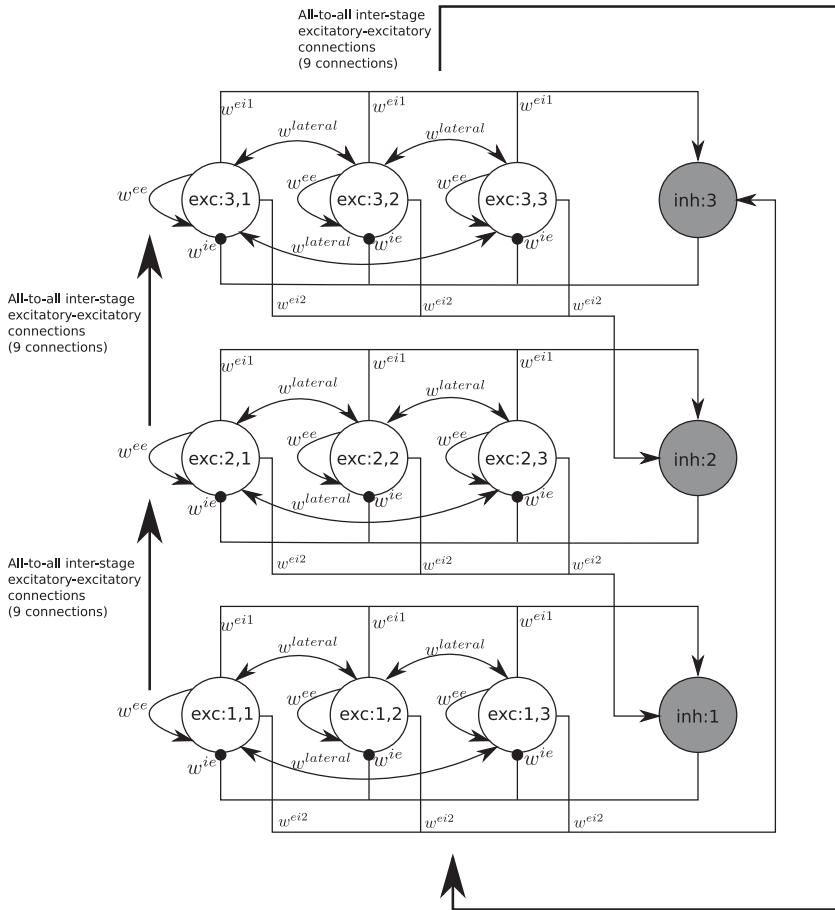 All-to-all inter-stage
excitatory-excitatory
connections
(9 connections)
w^{ei1} w^{ei1} w^{ei1}
w^{lateral} w^{lateral}
w^{ee} exc:3,1 w^{ee} exc:3,2 w^{ee} exc:3,3 inh:3
w^{ie} w^{lateral} w^{ie} w^{ie}
w^{ei2} w^{ei2} w^{ei2}
All-to-all inter-stage
excitatory-excitatory
connections
(9 connections)
w^{ei1} w^{ei1} w^{ei1}
w^{lateral} w^{lateral}
w^{ee} exc:2,1 w^{ee} exc:2,2 w^{ee} exc:2,3 inh:2
w^{ie} w^{lateral} w^{ie} w^{ie}
w^{ei2} w^{ei2} w^{ei2}
All-to-all inter-stage
excitatory-excitatory
connections
(9 connections)
w^{ei1} w^{ei1} w^{ei1}
w^{lateral} w^{lateral}
w^{ee} exc:1,1 w^{ee} exc:1,2 w^{ee} exc:1,3 inh:1
w^{ie} w^{lateral} w^{ie} w^{ie}
w^{ei2} w^{ei2} w^{ei2}